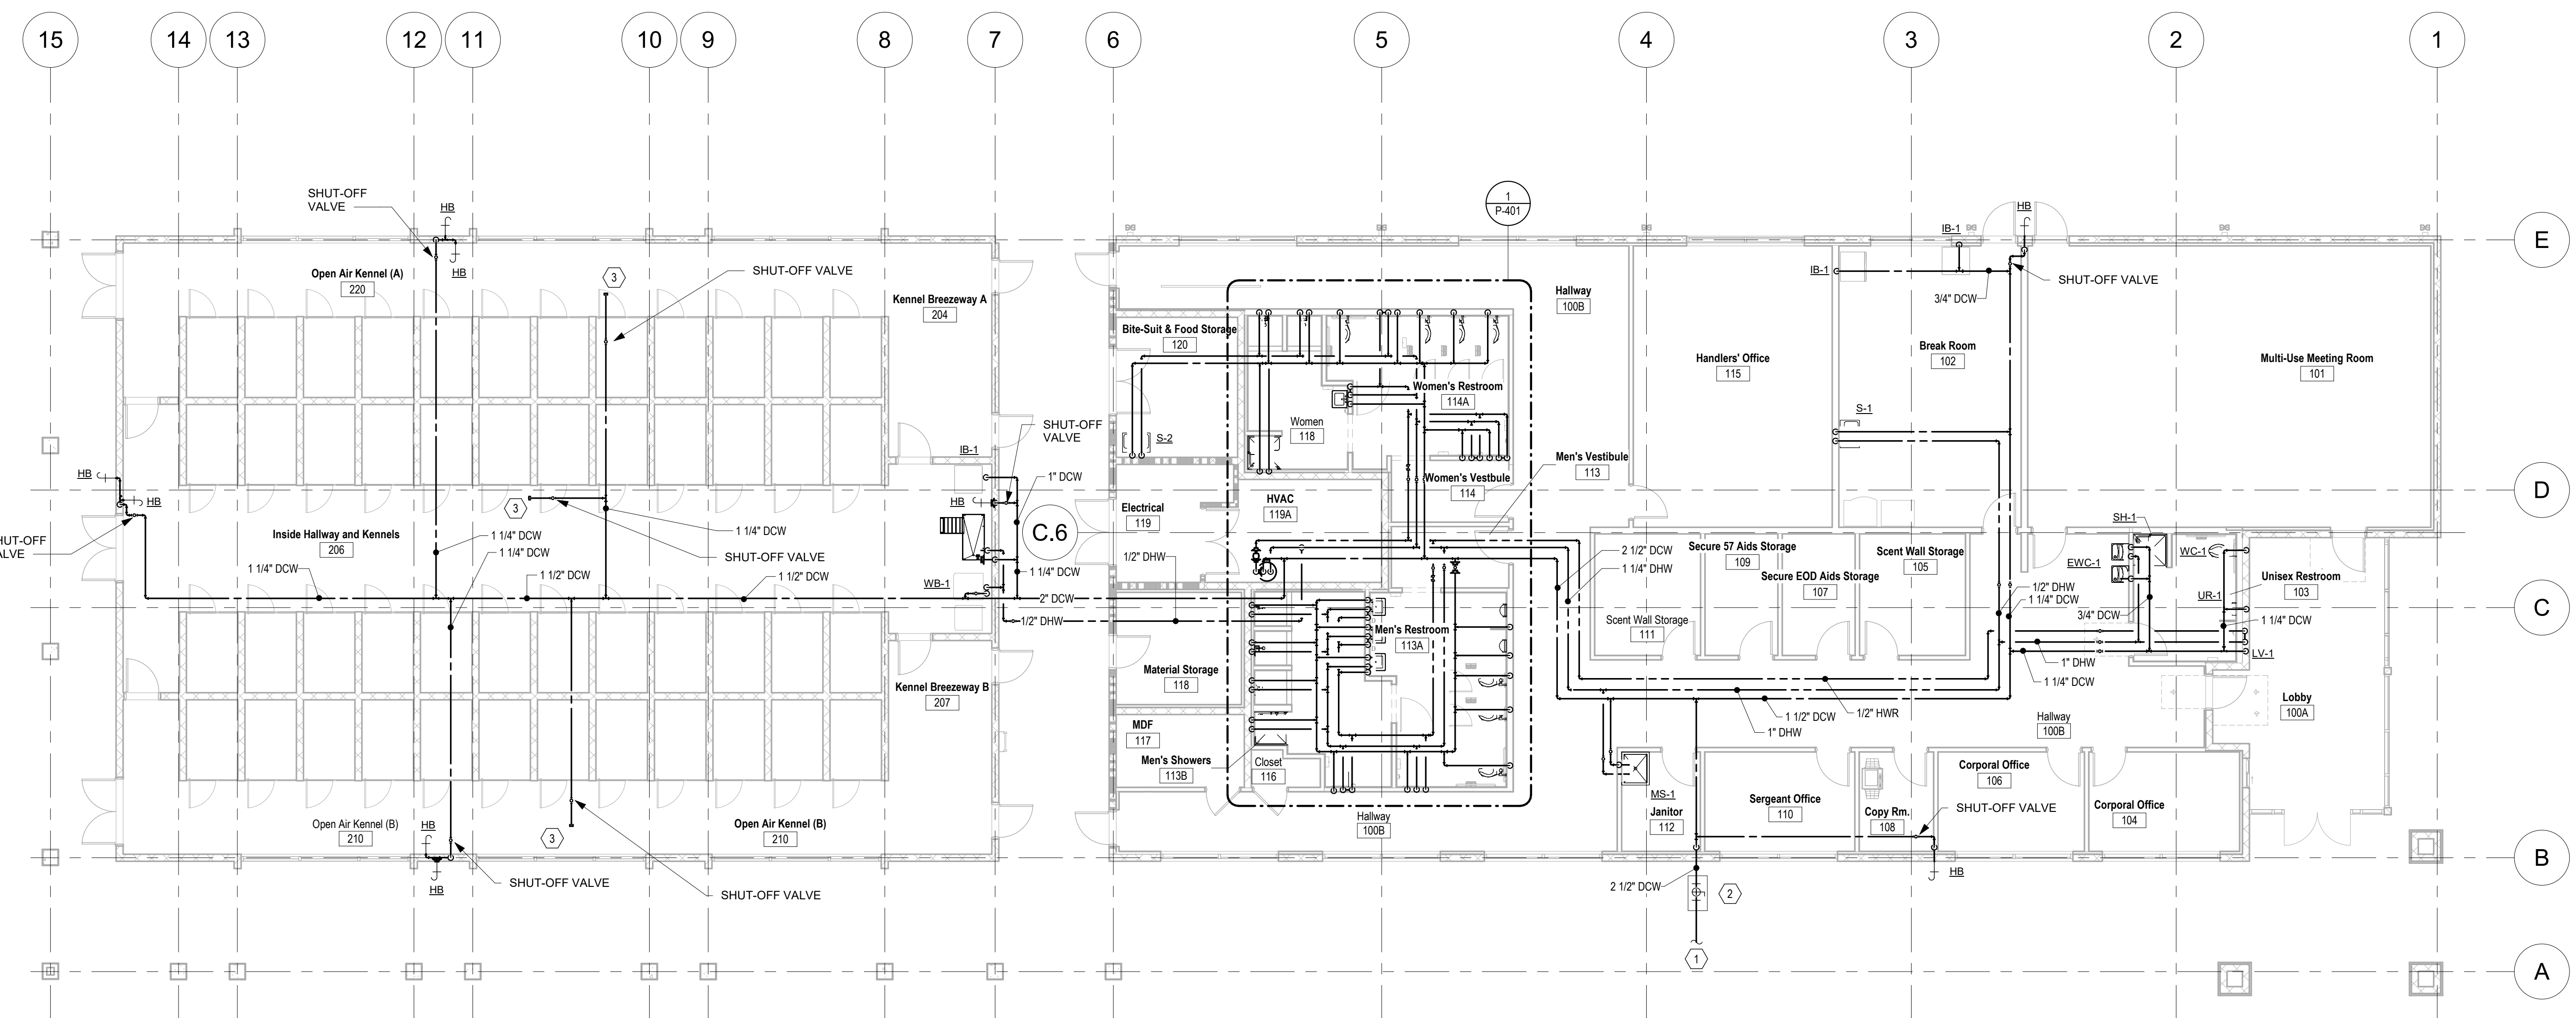 15
14
13
12
11
10
9
8
7
6
5
4
3
2
1
1
P-401
SHUT-OFF
VALVE
HB
HB
HB
IB-1
E
Open Air Kennel (A)
220
3
SHUT-OFF VALVE
Kennel Breezeway A
204
Hallway
100B
IB-1
3/4" DCW
SHUT-OFF VALVE
Bite-Suit & Food Storage
120
Handlers' Office
115
Break Room
102
Multi-Use Meeting Room
101
Women's Restroom
114A
S-1
Women
118
S-2
SHUT-OFF
VALVE
IB-1
Men's Vestibule
113
HB
HB
1" DCW
Women's Vestbule
114
D
HB
3
HVAC
119A
Electrical
119
SH-1
HUT-OFF
ALVE
Inside Hallway and Kennels
206
1 1/4" DCW
1 1/4" DCW
1 1/4" DCW
SHUT-OFF VALVE
C.6
1/2" DHW
2 1/2" DCW
1 1/4" DHW
Secure 57 Aids Storage
109
Scent Wall Storage
105
EWC-1
WC-1
1 1/4" DCW
1 1/2" DCW
1 1/2" DCW
WB-1
1 1/4" DCW
Secure EOD Aids Storage
107
Unisex Restroom
103
2" DCW
UR-1
1/2" DHW
1 1/4" DCW
3/4" DCW
C
1/2" DHW
Scent Wall Storage
111
1 1/4" DCW
Men's Restroom
113A
LV-1
1" DHW
1 1/4" DCW
Material Storage
118
Kennel Breezeway B
207
Lobby
100A
1 1/2" DCW
1/2" HWR
1" DHW
Hallway
100B
MDF
117
Men's Showers
113B
Closet
116
Corporal Office
106
MS-1
Janitor
112
Sergeant Office
110
Copy Rm.
108
SHUT-OFF VALVE
Corporal Office
104
Open Air Kennel (B)
210
HB
3
Open Air Kennel (B)
210
Hallway
100B
B
HB
SHUT-OFF VALVE
SHUT-OFF VALVE
2 1/2" DCW
2
HB
1
A